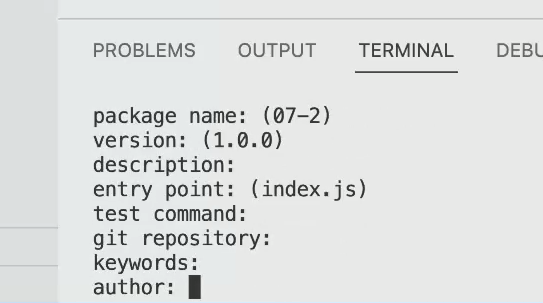 PROBLEMS OUTPUT TERMINAL DEBU
package name: (07-2)
version: (1.0.0)
description:
entry point: (index.js)
test command:
git repository:
keywords:
author: